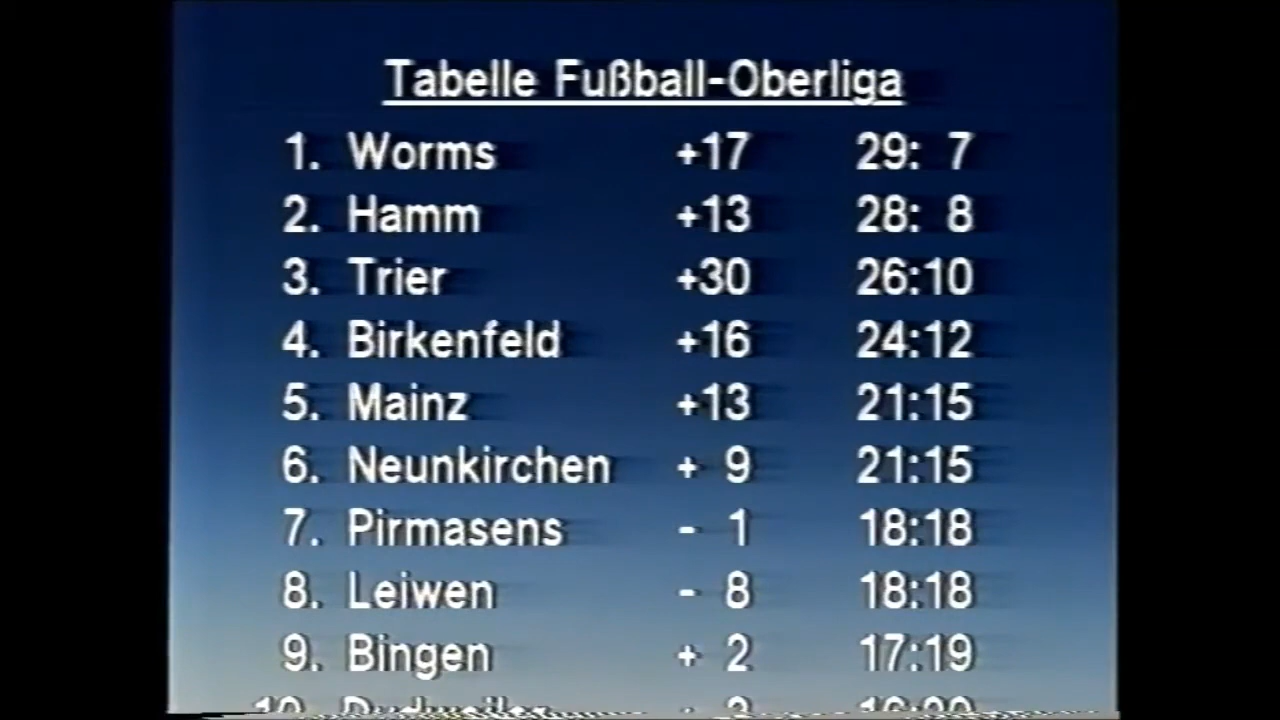 Tabelle Fußball-Oberliga
1. Worms +17 29: 7
2. Hamm +13 28: 8
3. Trier +30 26:10
4. Birkenfeld +16 24:12
5. Mainz +13 21:15
6. Neunkirchen + 9 21:15
7. Pirmasens - 1 18:18
8. Leiwen - 8 18:18
9. Bingen + 2 17:19